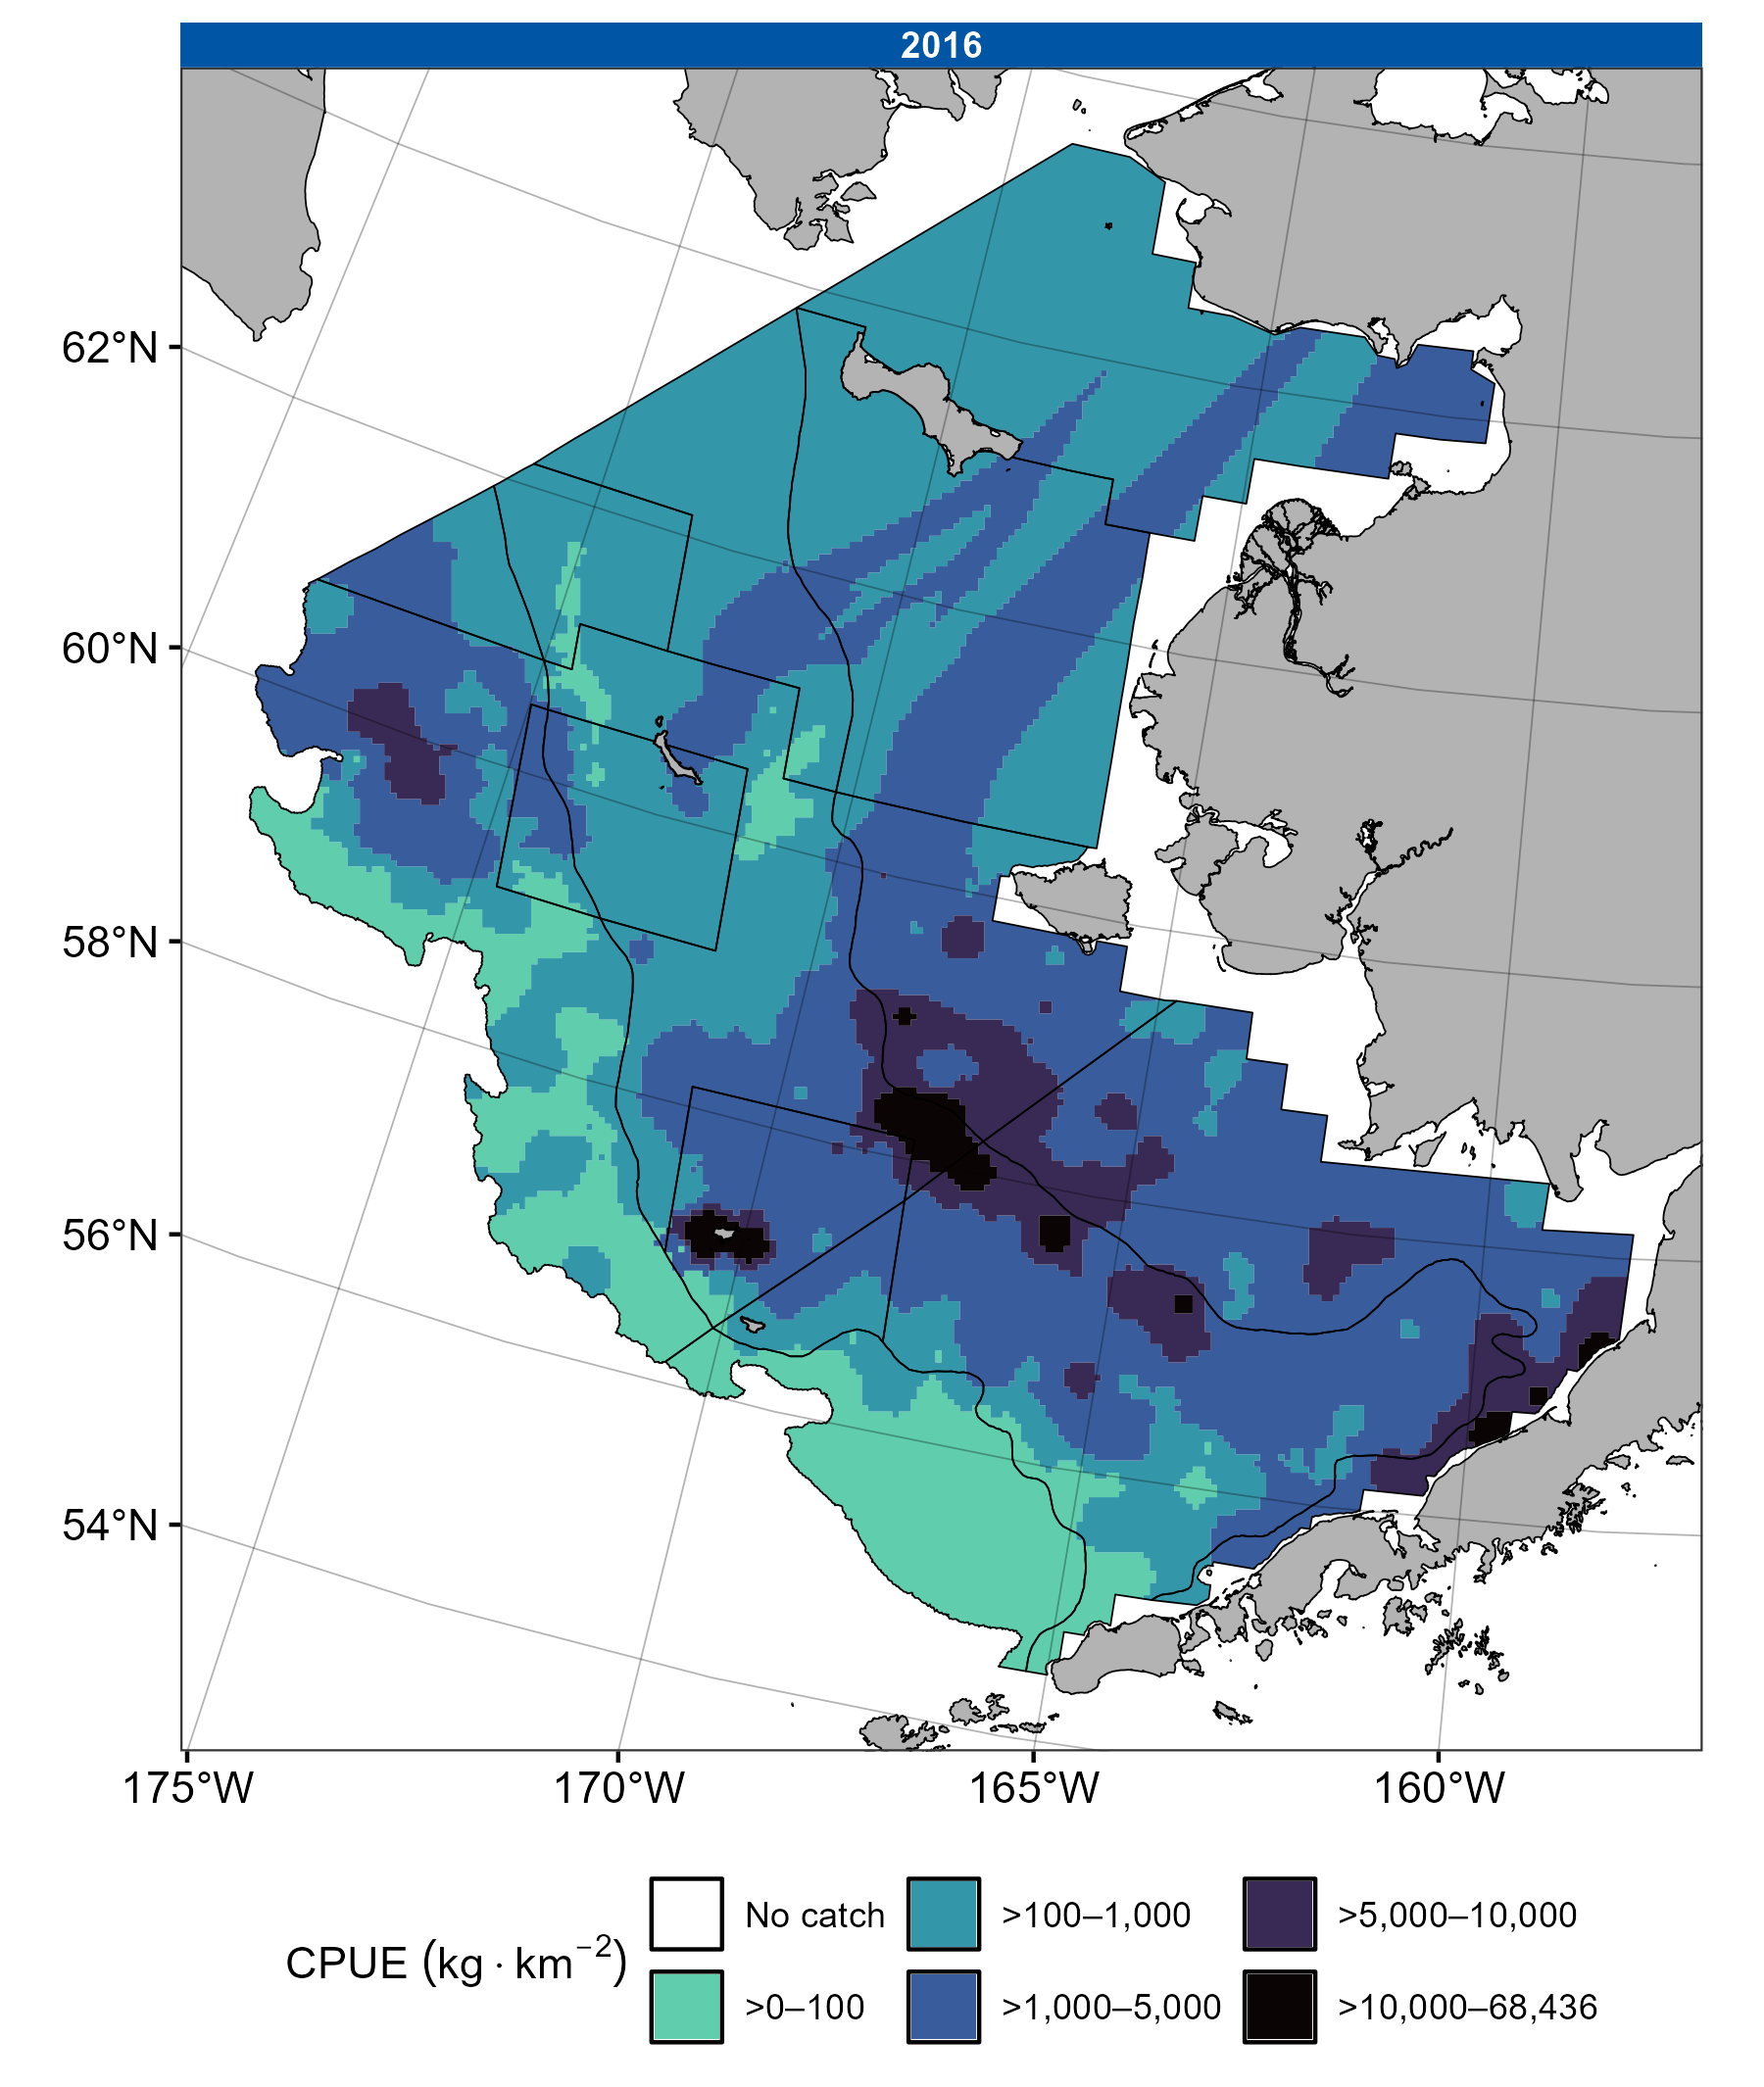 2016
62°N
60°N
58°N
56°N
54°N
175°W 170°W 165°W 160°W
CPUE (kg · km⁻²)
No catch >100–1,000 >5,000–10,000
>0–100 >1,000–5,000 >10,000–68,436